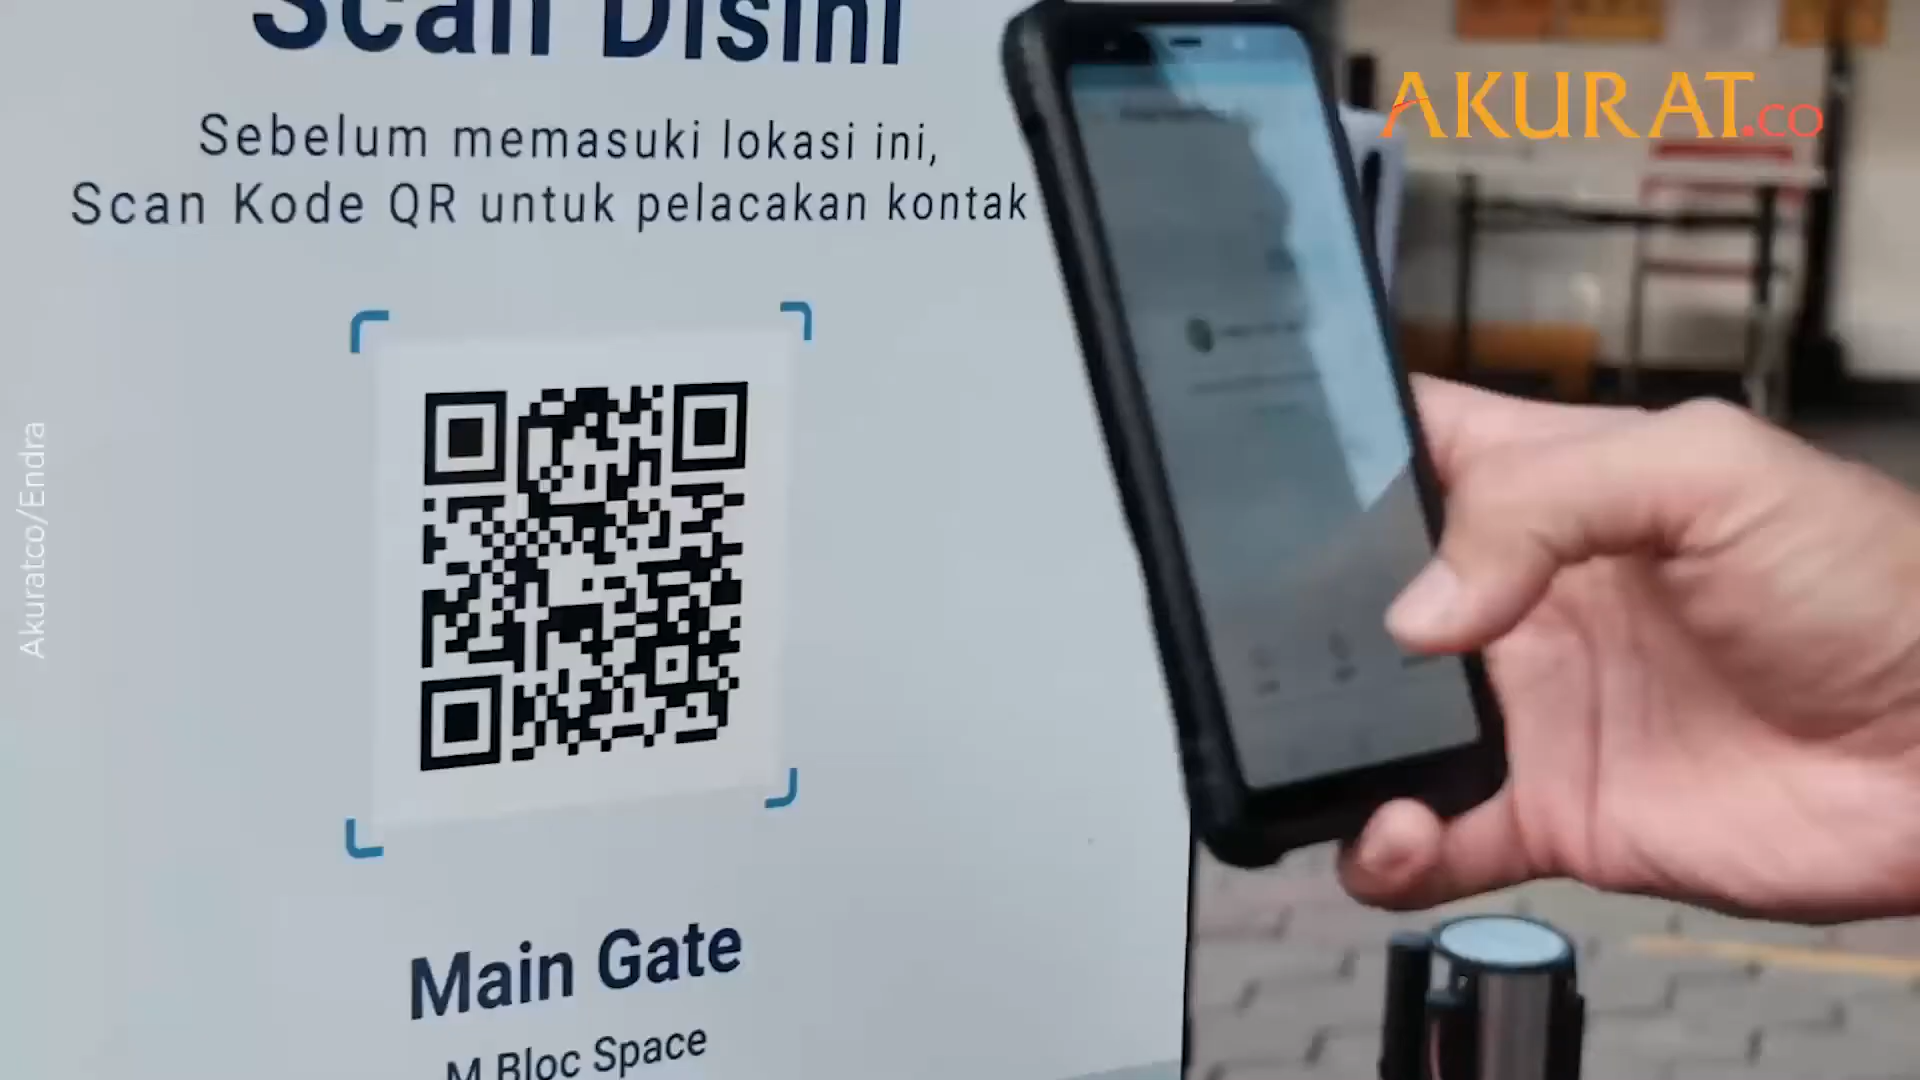 Scan Disini
Sebelum memasuki lokasi ini,
Scan Kode QR untuk pelacakan kontak
Main Gate
M Bloc Space
AKURAT.co
Akuratco/Endra